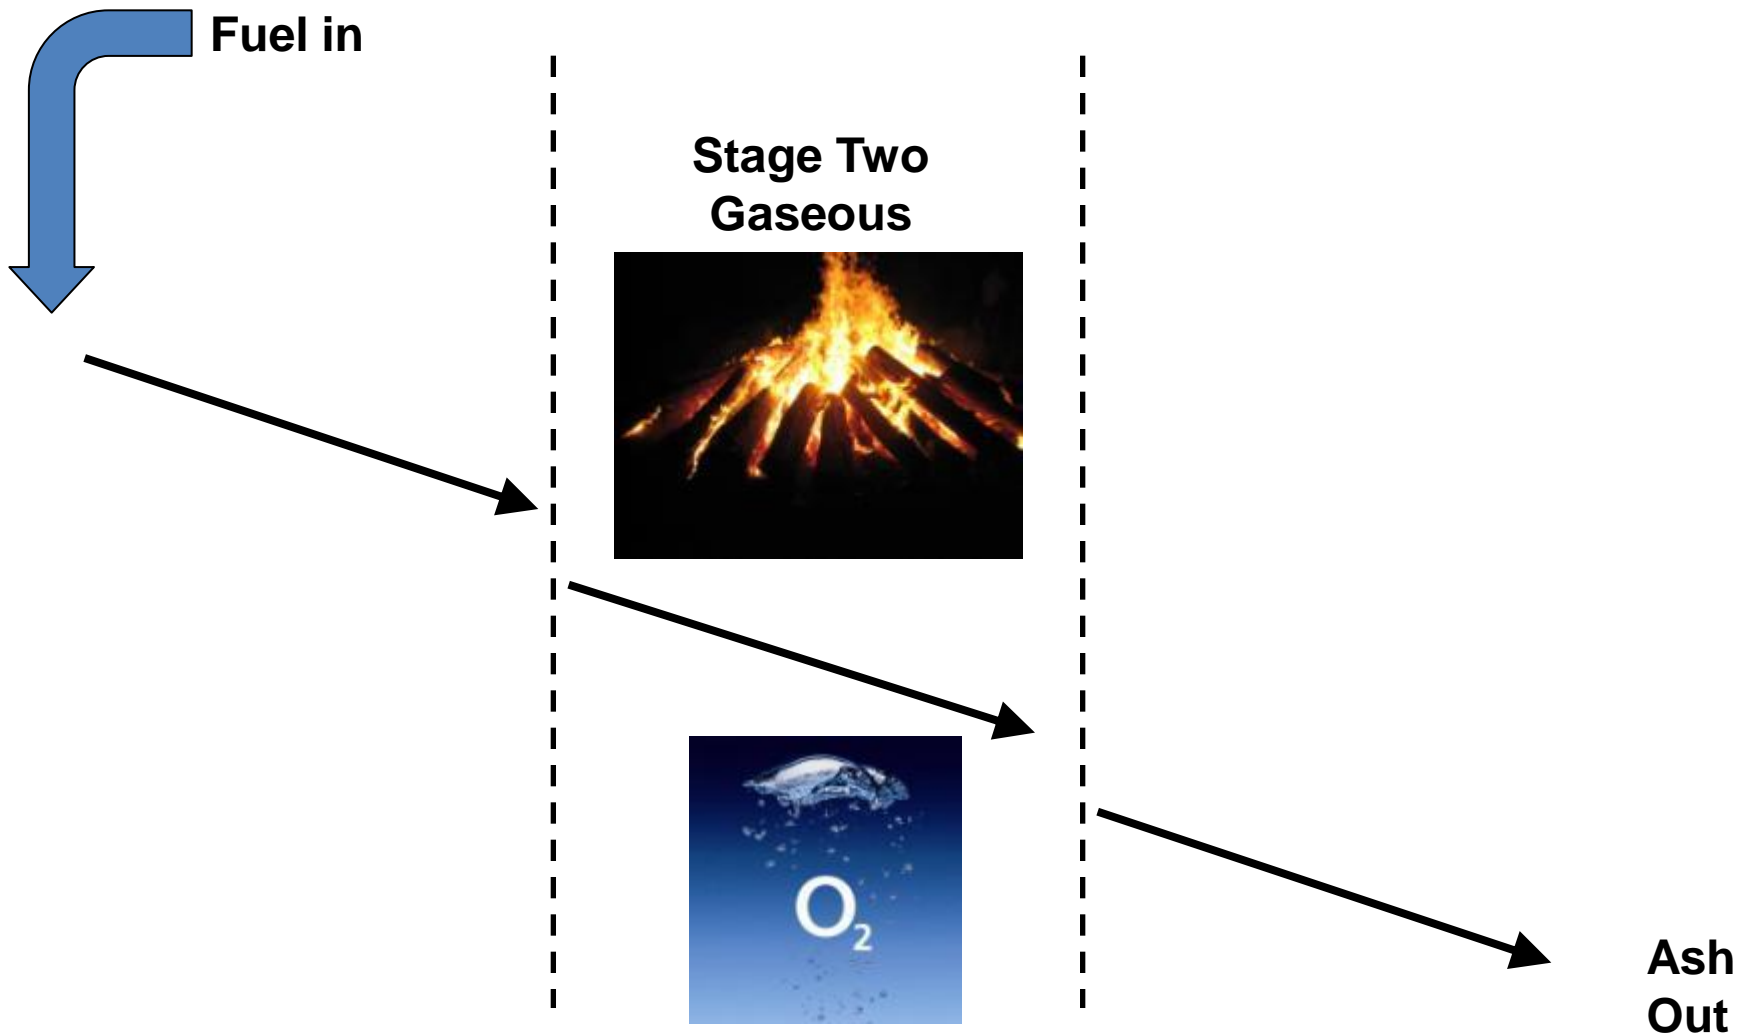 Fuel in
Stage Two
Gaseous
O₂
Ash
Out